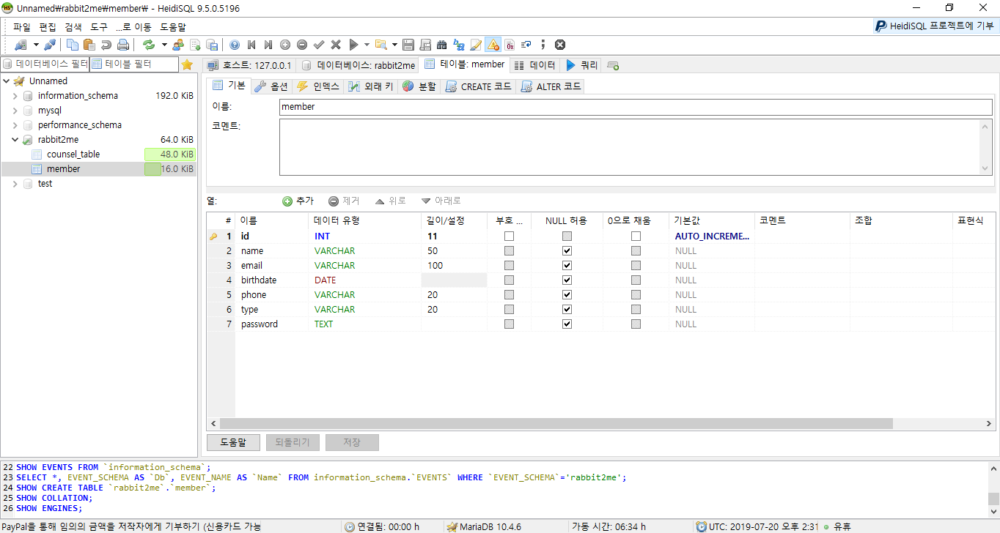 Unnamed\rabbit2me\member\ - HeidiSQL 9.5.0.5196
파일 편집 검색 도구 ...로 이동 도움말
HeidiSQL 프로젝트에 기부
데이터베이스 필터 테이블 필터
호스트: 127.0.0.1 데이터베이스: rabbit2me 테이블: member 데이터 쿼리
Unnamed
information_schema 192.0 KiB
mysql
performance_schema
rabbit2me 64.0 KiB
counsel_table 48.0 KiB
member 16.0 KiB
test
기본 옵션 인덱스 외래 키 분할 CREATE 코드 ALTER 코드
이름: member
코멘트:
열: 추가 제거 위로 아래로
# 이름 데이터 유형 길이/설정 부호 ... NULL 허용 0으로 채움 기본값 코멘트 조합 표현식
1 id INT 11 AUTO_INCREME...
2 name VARCHAR 50 NULL
3 email VARCHAR 100 NULL
4 birthdate DATE NULL
5 phone VARCHAR 20 NULL
6 type VARCHAR 20 NULL
7 password TEXT NULL
도움말 되돌리기 저장
22 SHOW EVENTS FROM `information_schema`;
23 SELECT *, EVENT_SCHEMA AS `Db`, EVENT_NAME AS `Name` FROM information_schema.`EVENTS` WHERE `EVENT_SCHEMA`='rabbit2me';
24 SHOW CREATE TABLE `rabbit2me`.`member`;
25 SHOW COLLATION;
26 SHOW ENGINES;
PayPal을 통해 임의의 금액을 저작자에게 기부하기 (신용카드 가능 연결됨: 00:00 h MariaDB 10.4.6 가동 시간: 06:34 h UTC: 2019-07-20 오후 2:31 유휴